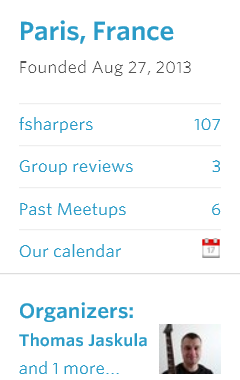 Paris, France
Founded Aug 27, 2013
fsharpers 107
Group reviews 3
Past Meetups 6
Our calendar 17
Organizers:
Thomas Jaskula
and 1 more...